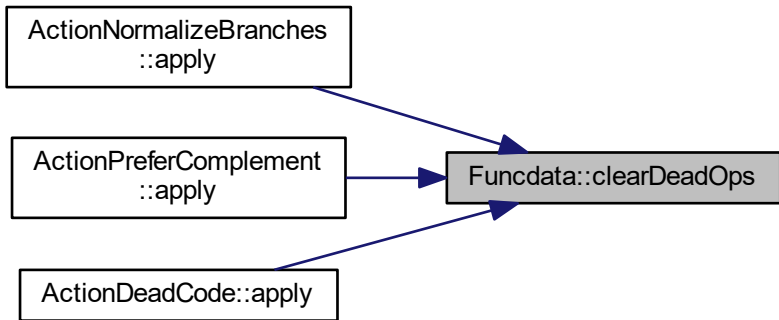 ActionNormalizeBranches
::apply
ActionPreferComplement
::apply
Funcdata::clearDeadOps
ActionDeadCode::apply